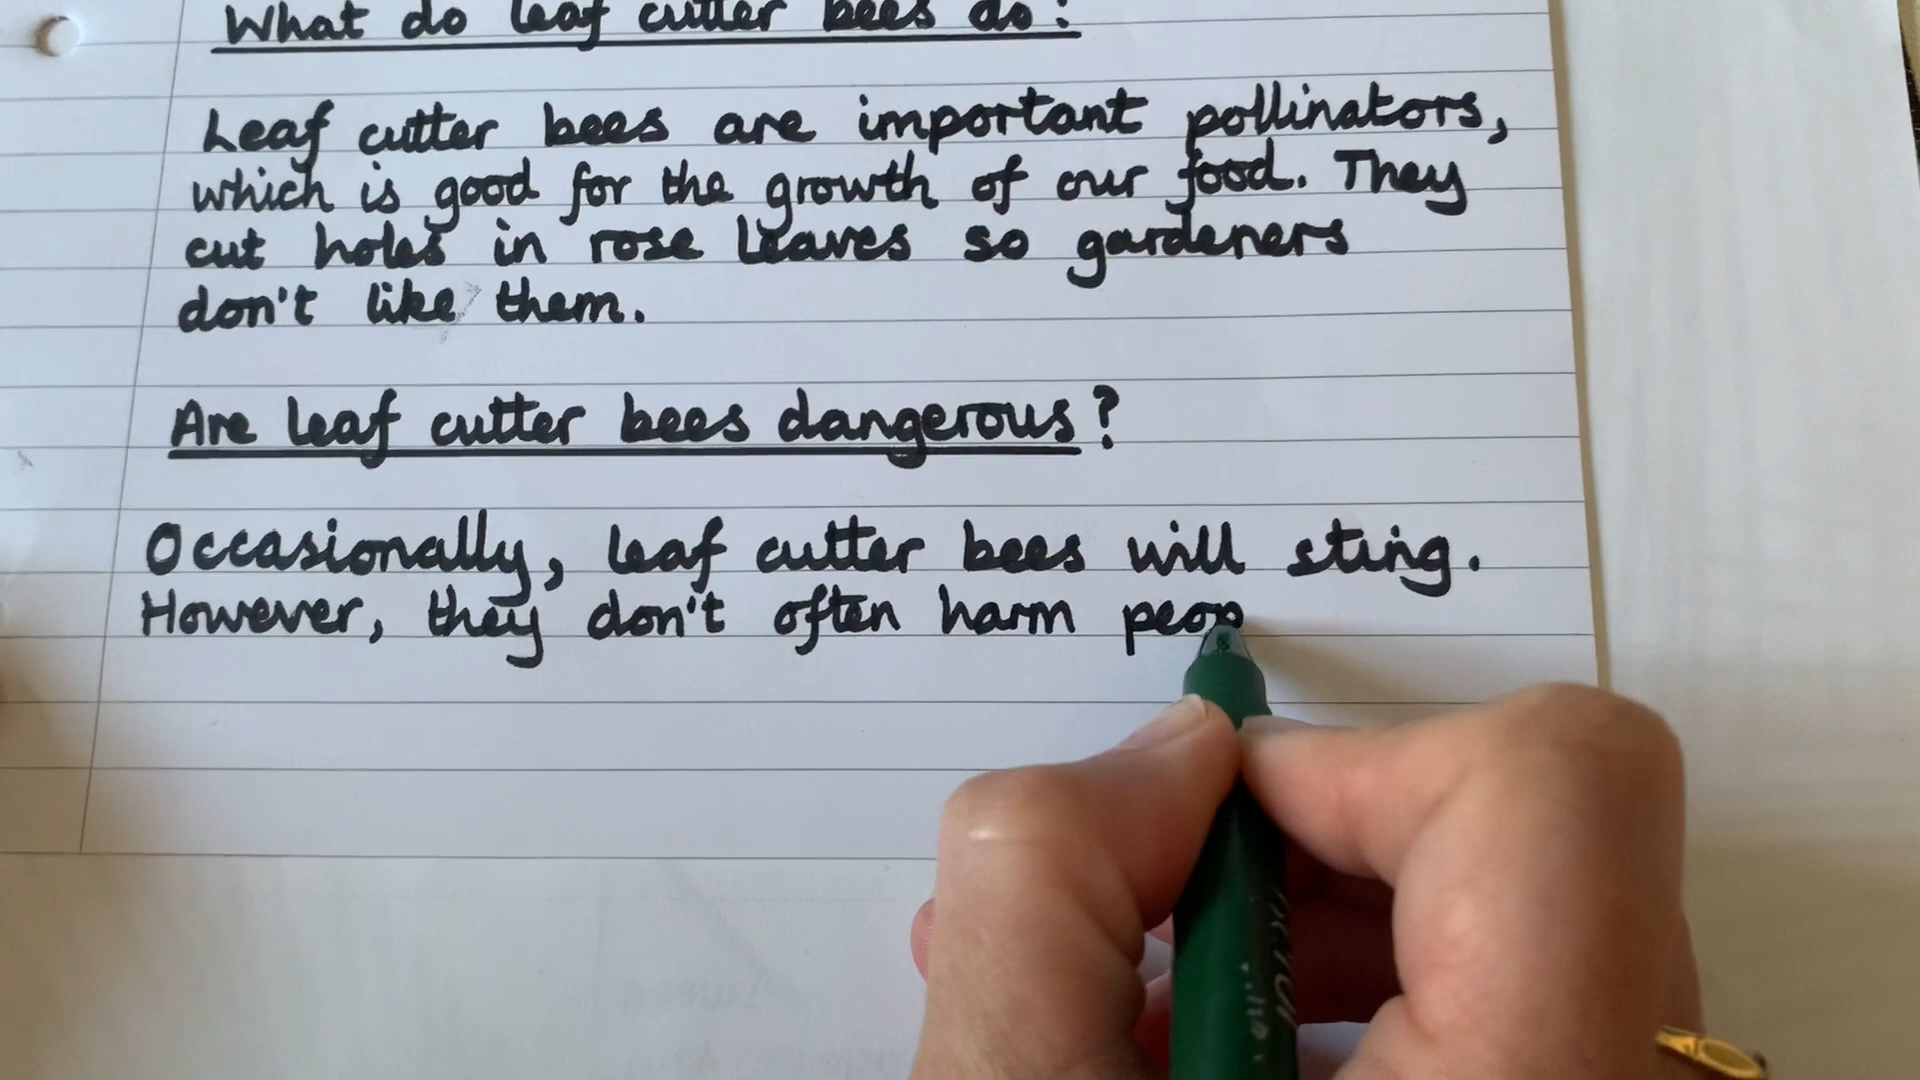 What do leaf cutter bees do?
Leaf cutter bees are important pollinators,
which is good for the growth of our food. They
cut holes in rose leaves so gardeners
don't like them.
Are leaf cutter bees dangerous?
Occasionally, leaf cutter bees will sting.
However, they don't often harm peop